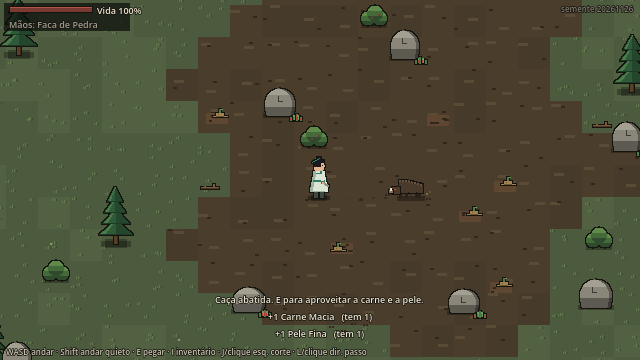 Vida 100%
semente 20261126
Mãos: Faca de Pedra
Caça abatida. E para aproveitar a carne e a pele.
+1 Carne Macia (tem 1)
+1 Pele Fina (tem 1)
WASD andar · Shift andar quieto · E pegar · I inventário · J/clique esq. corte · L/clique dir. passo